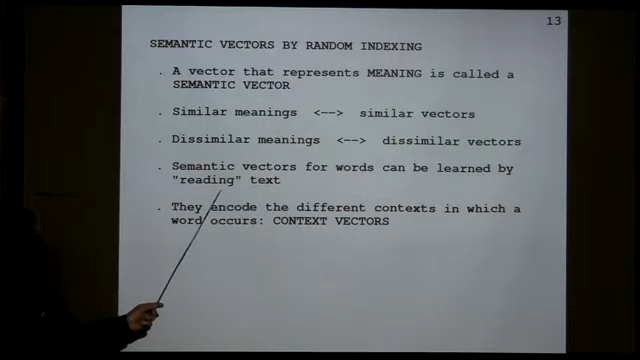 13
SEMANTIC VECTORS BY RANDOM INDEXING
. A vector that represents MEANING is called a
SEMANTIC VECTOR
. Similar meanings <--> similar vectors
. Dissimilar meanings <--> dissimilar vectors
. Semantic vectors for words can be learned by
"reading" text
. They encode the different contexts in which a
word occurs: CONTEXT VECTORS